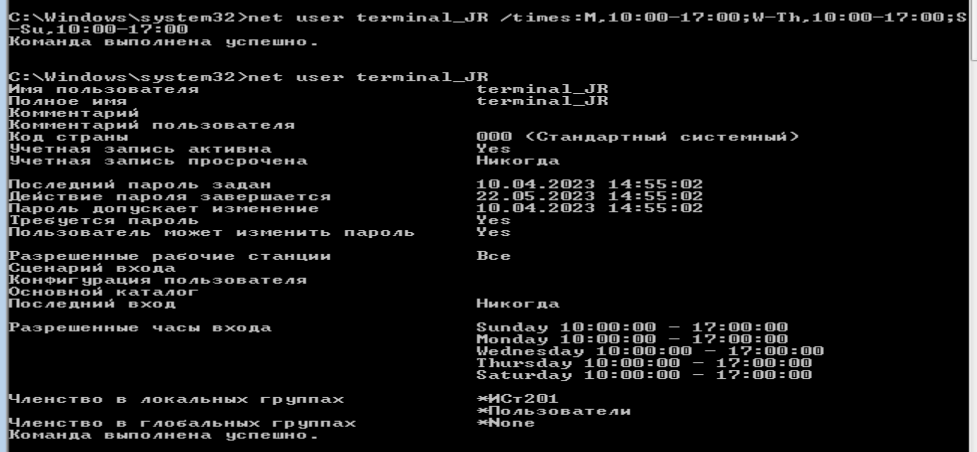 C:\Windows\system32>net user terminal_JR /times:M,10:00-17:00;W-Th,10:00-17:00;S
-Su,10:00-17:00
Команда выполнена успешно.
C:\Windows\system32>net user terminal_JR
Имя пользователя terminal_JR
Полное имя terminal_JR
Комментарий
Комментарий пользователя
Код страны 000 (Стандартный системный)
Учетная запись активна Yes
Учетная запись просрочена Никогда
Последний пароль задан 10.04.2023 14:55:02
Действие пароля завершается 22.05.2023 14:55:02
Пароль допускает изменение 10.04.2023 14:55:02
Требуется пароль Yes
Пользователь может изменить пароль Yes
Разрешенные рабочие станции Все
Сценарий входа
Конфигурация пользователя
Основной каталог
Последний вход Никогда
Разрешенные часы входа Sunday 10:00:00 - 17:00:00
Monday 10:00:00 - 17:00:00
Wednesday 10:00:00 - 17:00:00
Thursday 10:00:00 - 17:00:00
Saturday 10:00:00 - 17:00:00
Членство в локальных группах *ИСт201
*Пользователи
Членство в глобальных группах *None
Команда выполнена успешно.